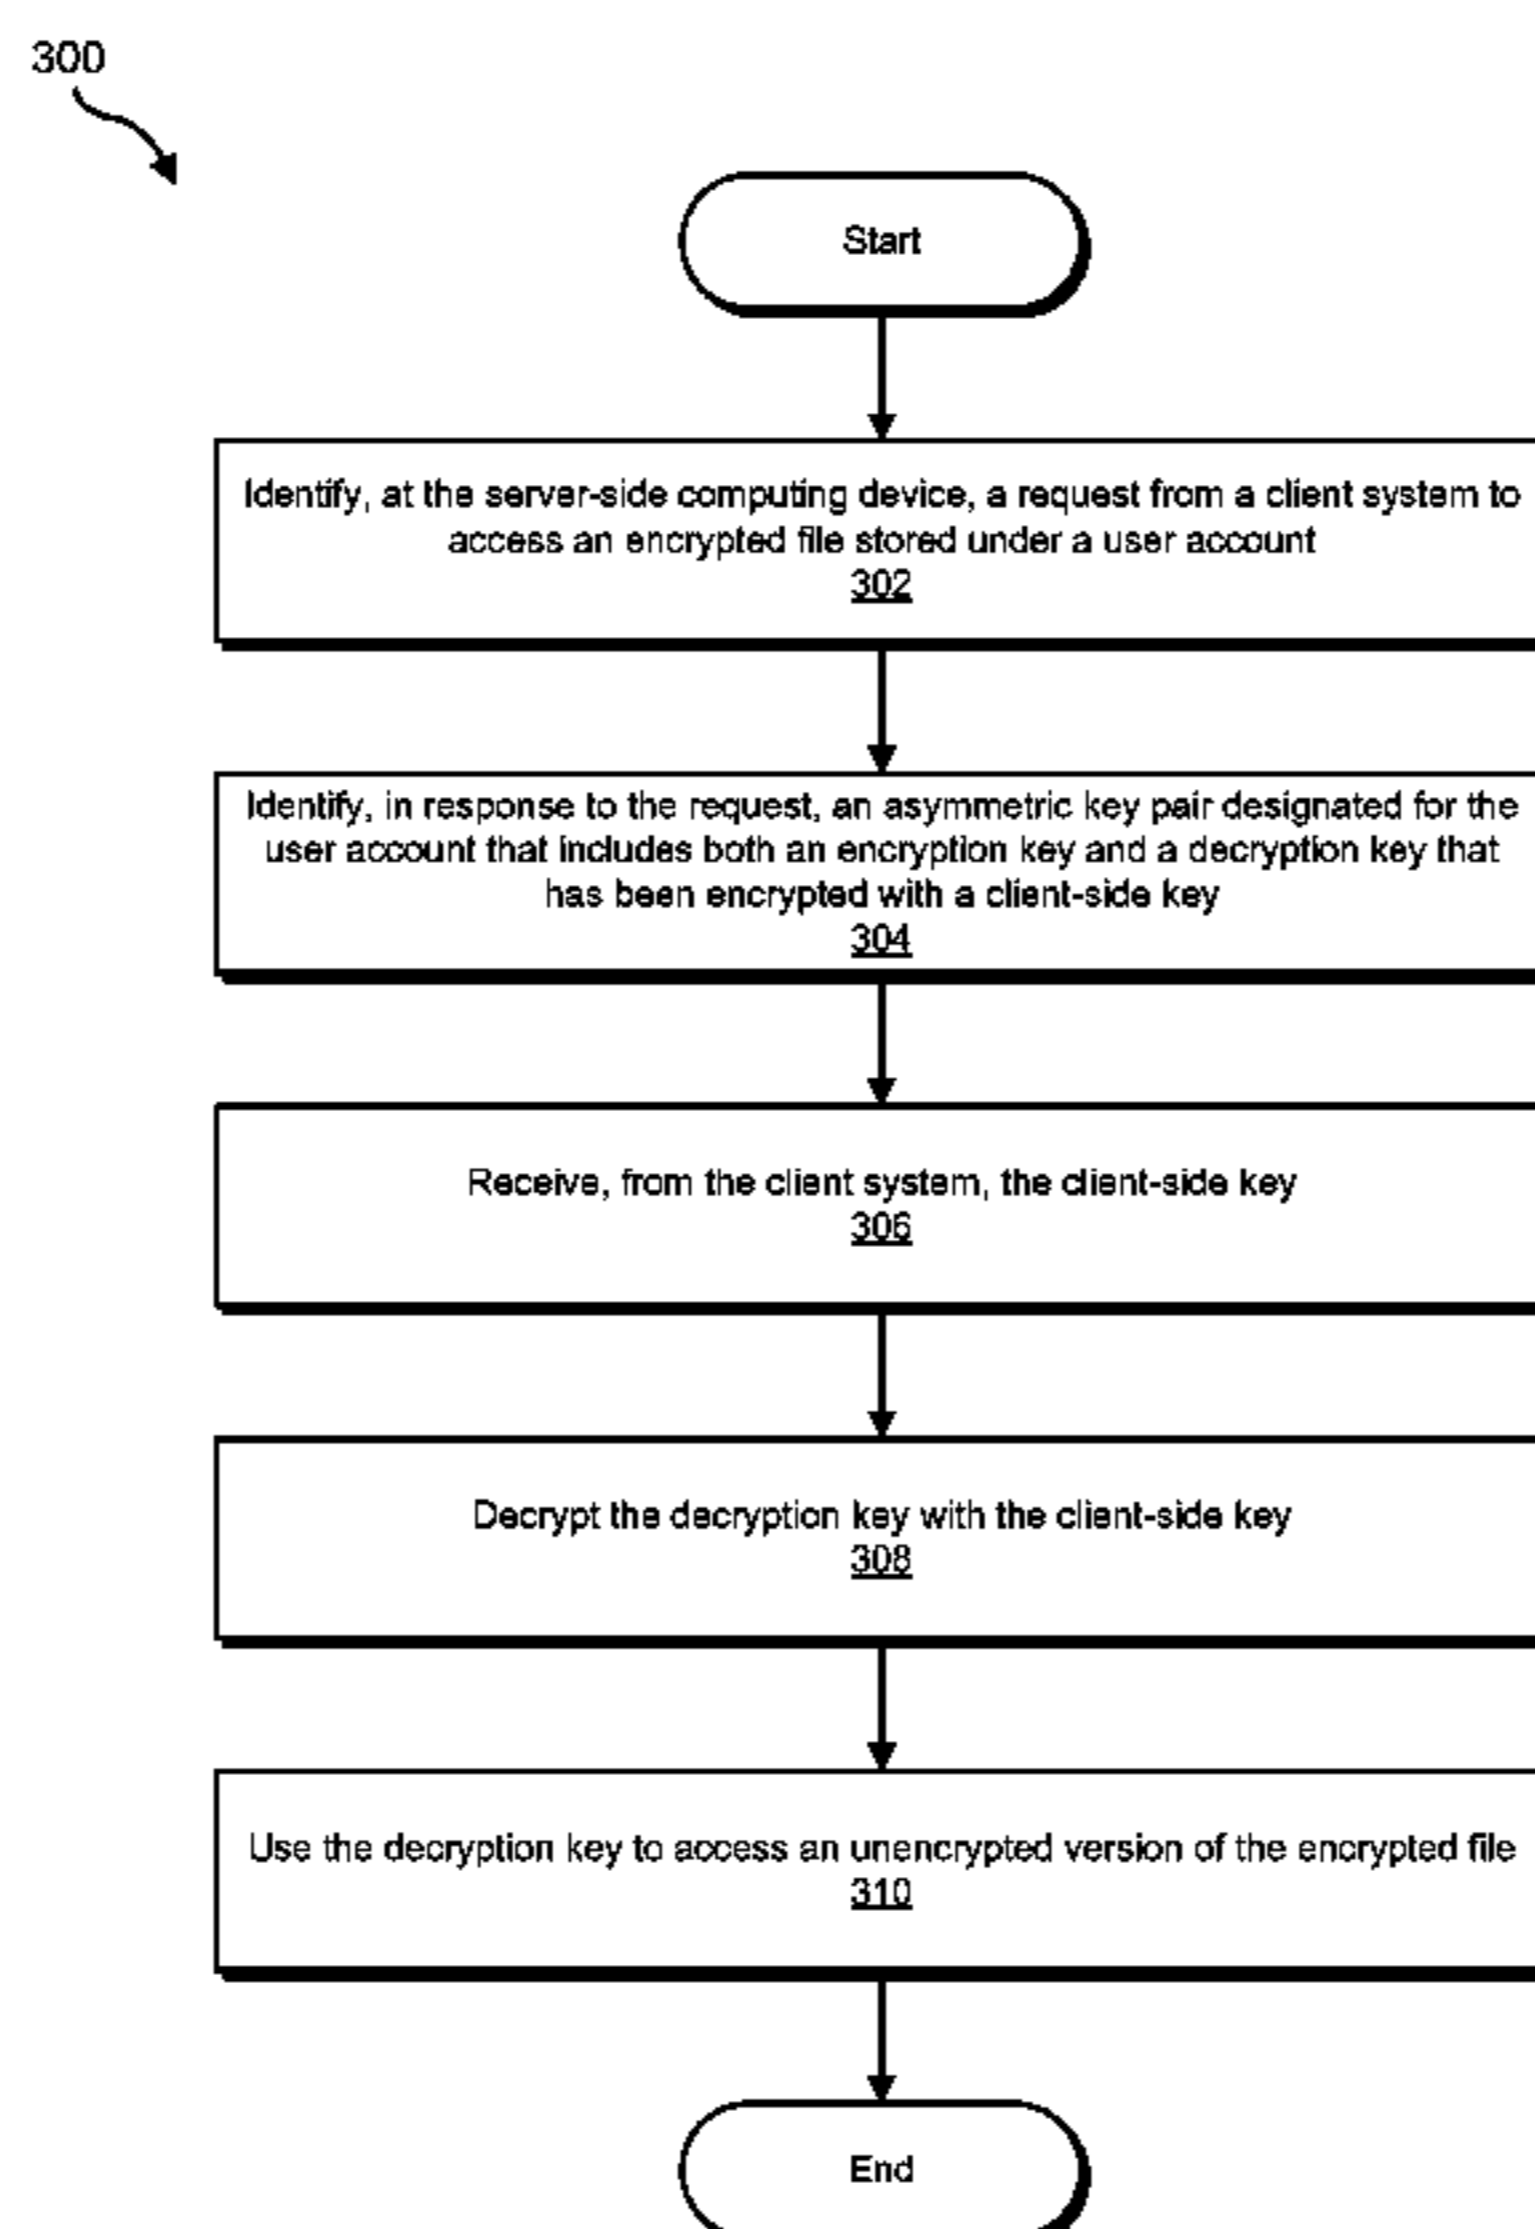 300
Start
Identify, at the server-side computing device, a request from a client system to
access an encrypted file stored under a user account
302
Identify, in response to the request, an asymmetric key pair designated for the
user account that includes both an encryption key and a decryption key that
has been encrypted with a client-side key
304
Receive, from the client system, the client-side key
306
Decrypt the decryption key with the client-side key
308
Use the decryption key to access an unencrypted version of the encrypted file
310
End